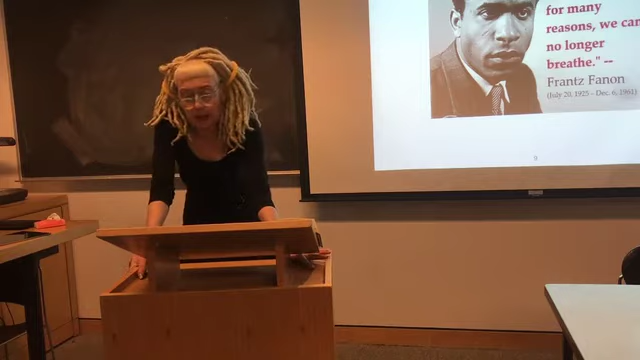 for many
reasons, we can
no longer
breathe." --
Frantz Fanon
(July 20, 1925 – Dec. 6, 1961)